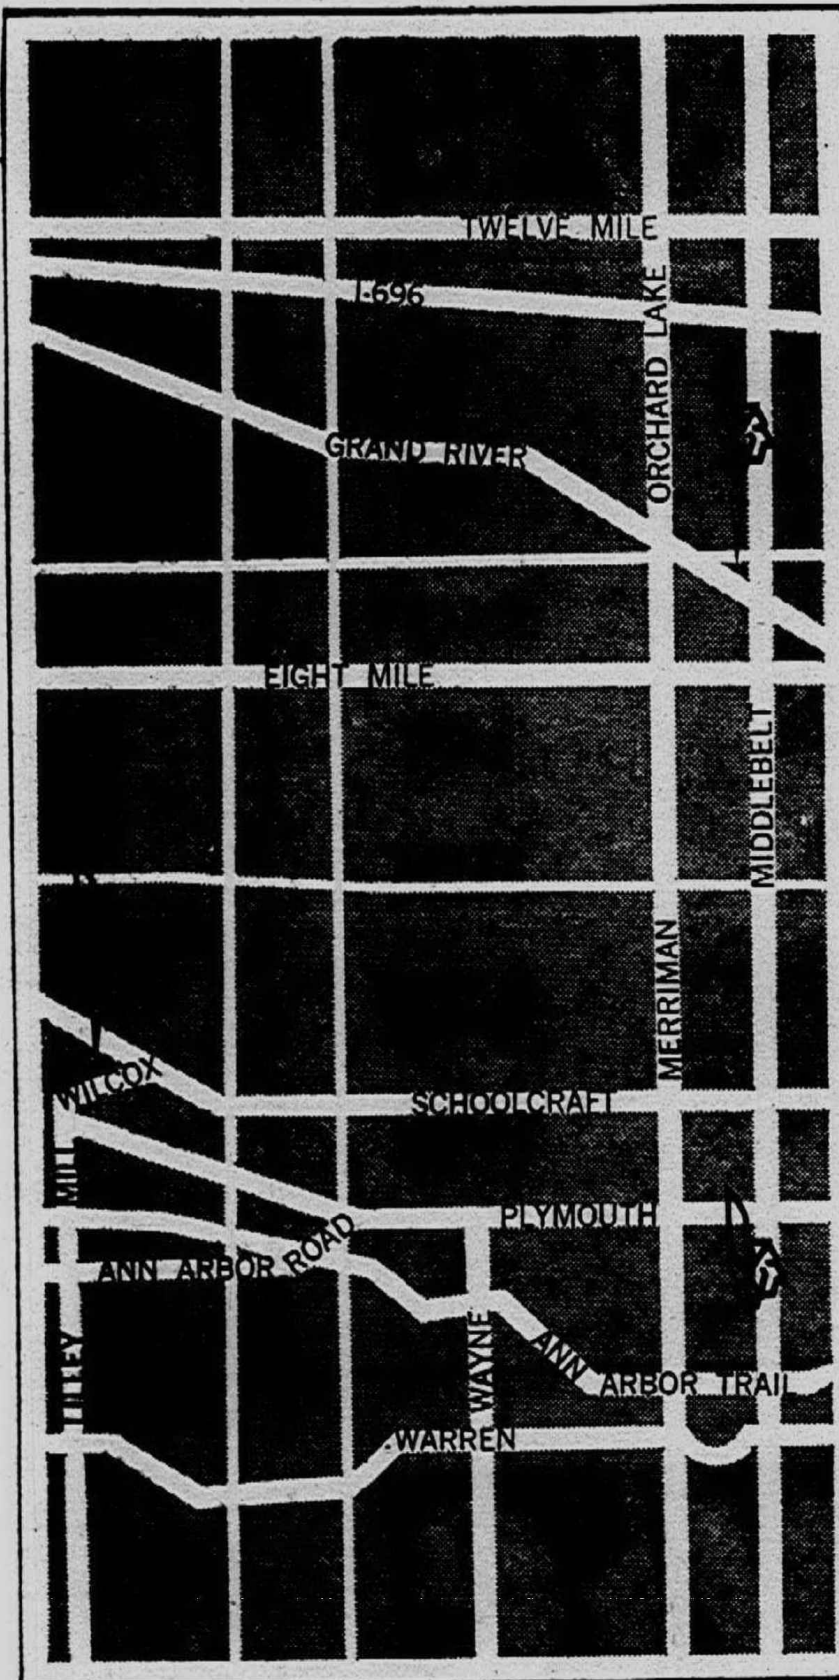 TWELVE MILE
I-696
ORCHARD LAKE
GRAND RIVER
EIGHT MILE
MIDDLEBELT
MERRIMAN
WILCOX
SCHOOLCRAFT
MILL
PLYMOUTH
ANN ARBOR ROAD
LILLEY
WAYNE
ANN ARBOR TRAIL
WARREN